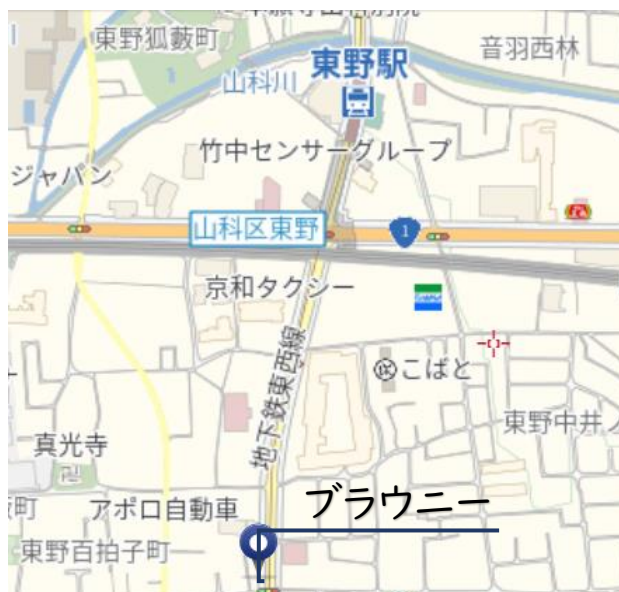 東野狐藪町
音羽西林
東野駅
山科川
竹中センサーグループ
ジャパン
山科区東野
1
京和タクシー
地下鉄東西線
こばと
東野中井ノ
真光寺
アポロ自動車
ブラウニー
町
東野百拍子町